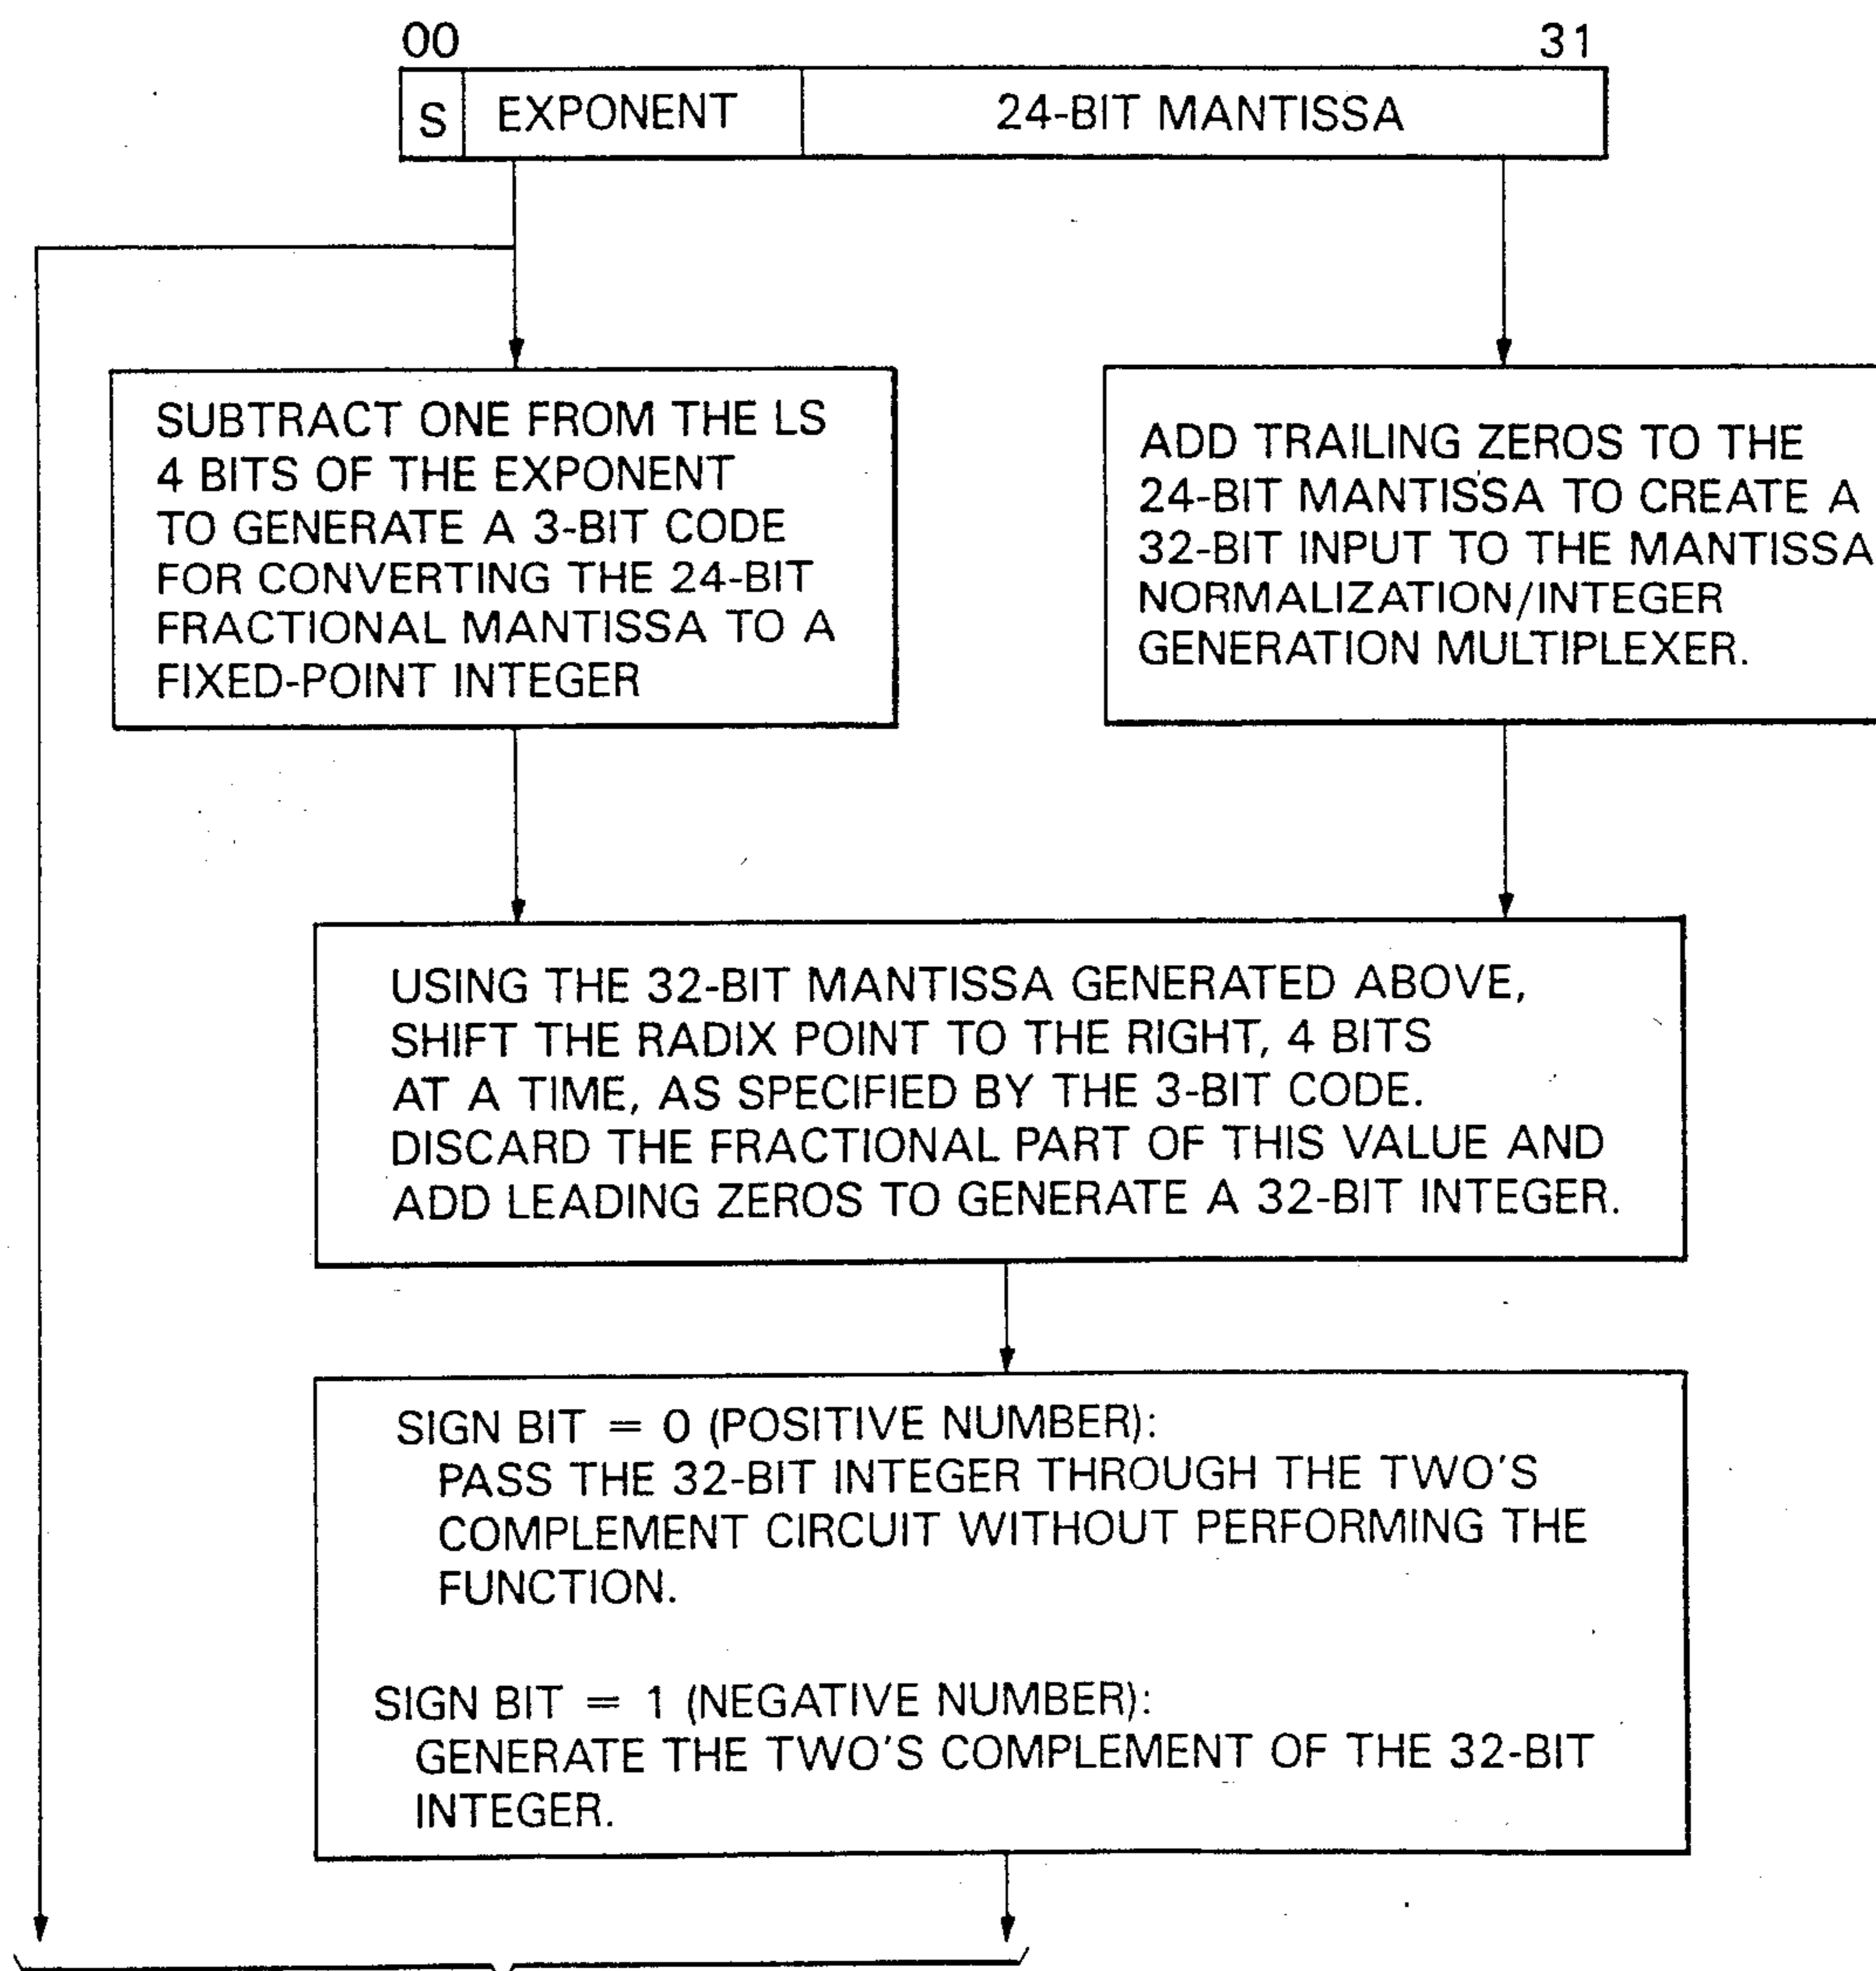 00 31
S EXPONENT 24-BIT MANTISSA
SUBTRACT ONE FROM THE LS
4 BITS OF THE EXPONENT
TO GENERATE A 3-BIT CODE
FOR CONVERTING THE 24-BIT
FRACTIONAL MANTISSA TO A
FIXED-POINT INTEGER
ADD TRAILING ZEROS TO THE
24-BIT MANTISSA TO CREATE A
32-BIT INPUT TO THE MANTISSA
NORMALIZATION/INTEGER
GENERATION MULTIPLEXER.
USING THE 32-BIT MANTISSA GENERATED ABOVE,
SHIFT THE RADIX POINT TO THE RIGHT, 4 BITS
AT A TIME, AS SPECIFIED BY THE 3-BIT CODE.
DISCARD THE FRACTIONAL PART OF THIS VALUE AND
ADD LEADING ZEROS TO GENERATE A 32-BIT INTEGER.
SIGN BIT = 0 (POSITIVE NUMBER):
PASS THE 32-BIT INTEGER THROUGH THE TWO'S
COMPLEMENT CIRCUIT WITHOUT PERFORMING THE
FUNCTION.
SIGN BIT = 1 (NEGATIVE NUMBER):
GENERATE THE TWO'S COMPLEMENT OF THE 32-BIT
INTEGER.